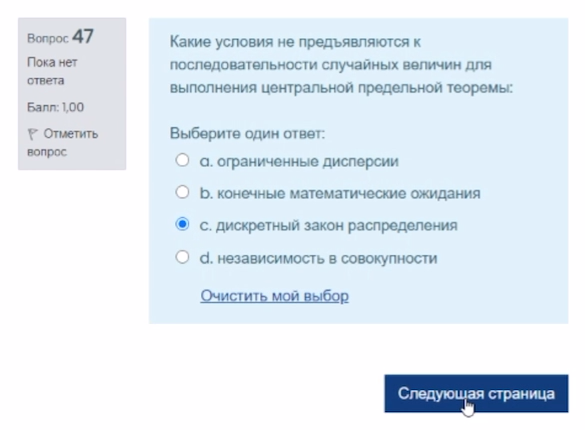 Вопрос 47
Пока нет
ответа
Балл: 1,00
Отметить
вопрос
Какие условия не предъявляются к
последовательности случайных величин для
выполнения центральной предельной теоремы:
Выберите один ответ:
a. ограниченные дисперсии
b. конечные математические ожидания
c. дискретный закон распределения
d. независимость в совокупности
Очистить мой выбор
Следующая страница